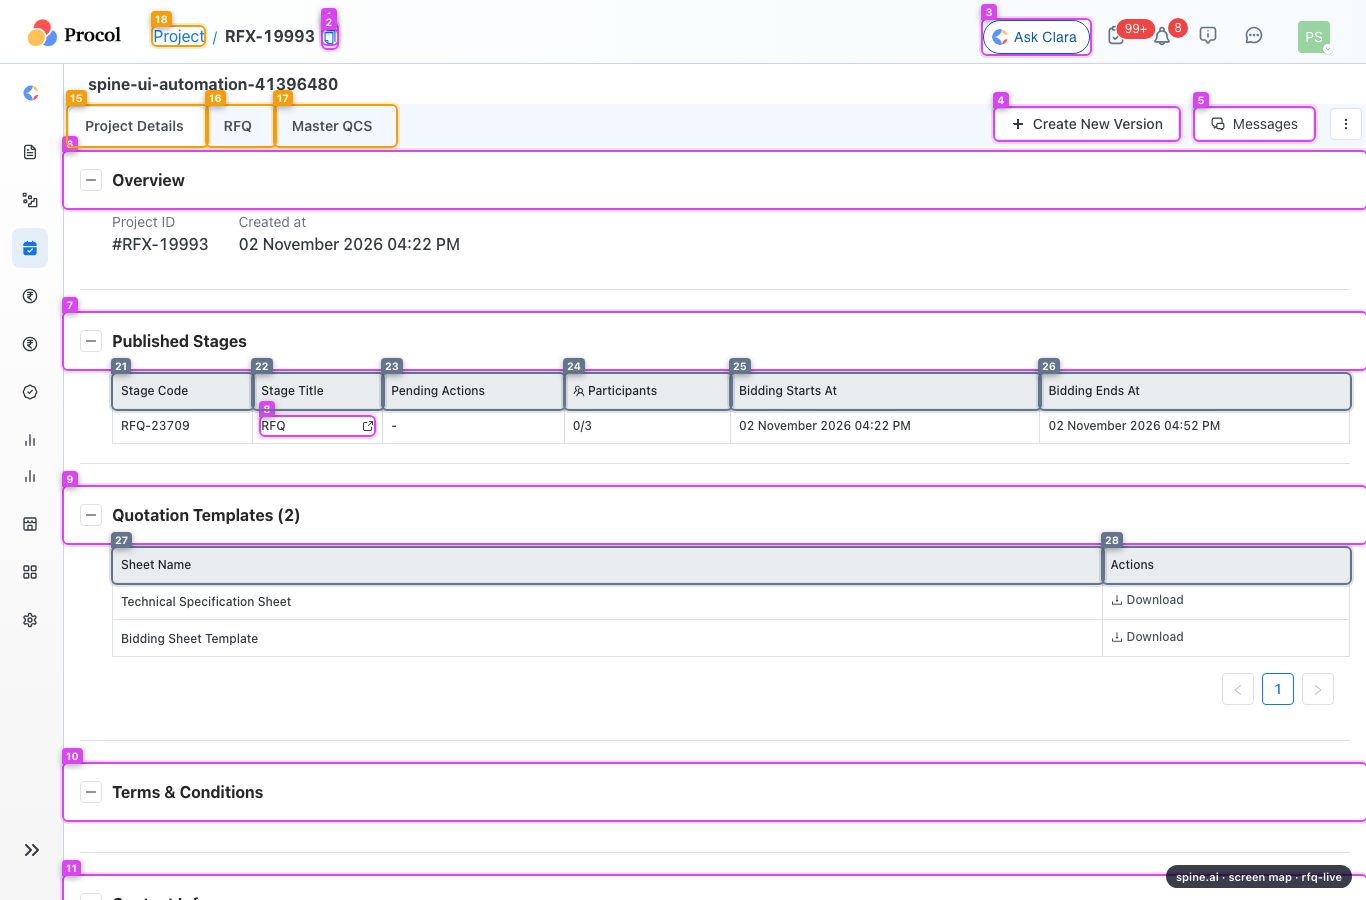 Procol
18
Project / RFX-19993
2
3
Ask Clara
99+
8
PS
spine-ui-automation-41396480
15
Project Details
16
RFQ
17
Master QCS
4
Create New Version
5
Messages
6
Overview
Project ID
Created at
#RFX-19993
02 November 2026 04:22 PM
7
Published Stages
21 22 23 24 25 26
Stage Code Stage Title Pending Actions Participants Bidding Starts At Bidding Ends At
8
RFQ-23709 RFQ - 0/3 02 November 2026 04:22 PM 02 November 2026 04:52 PM
9
Quotation Templates (2)
27 28
Sheet Name Actions
Technical Specification Sheet Download
Bidding Sheet Template Download
< 1 >
10
Terms & Conditions
11
spine.ai · screen map · rfq-live